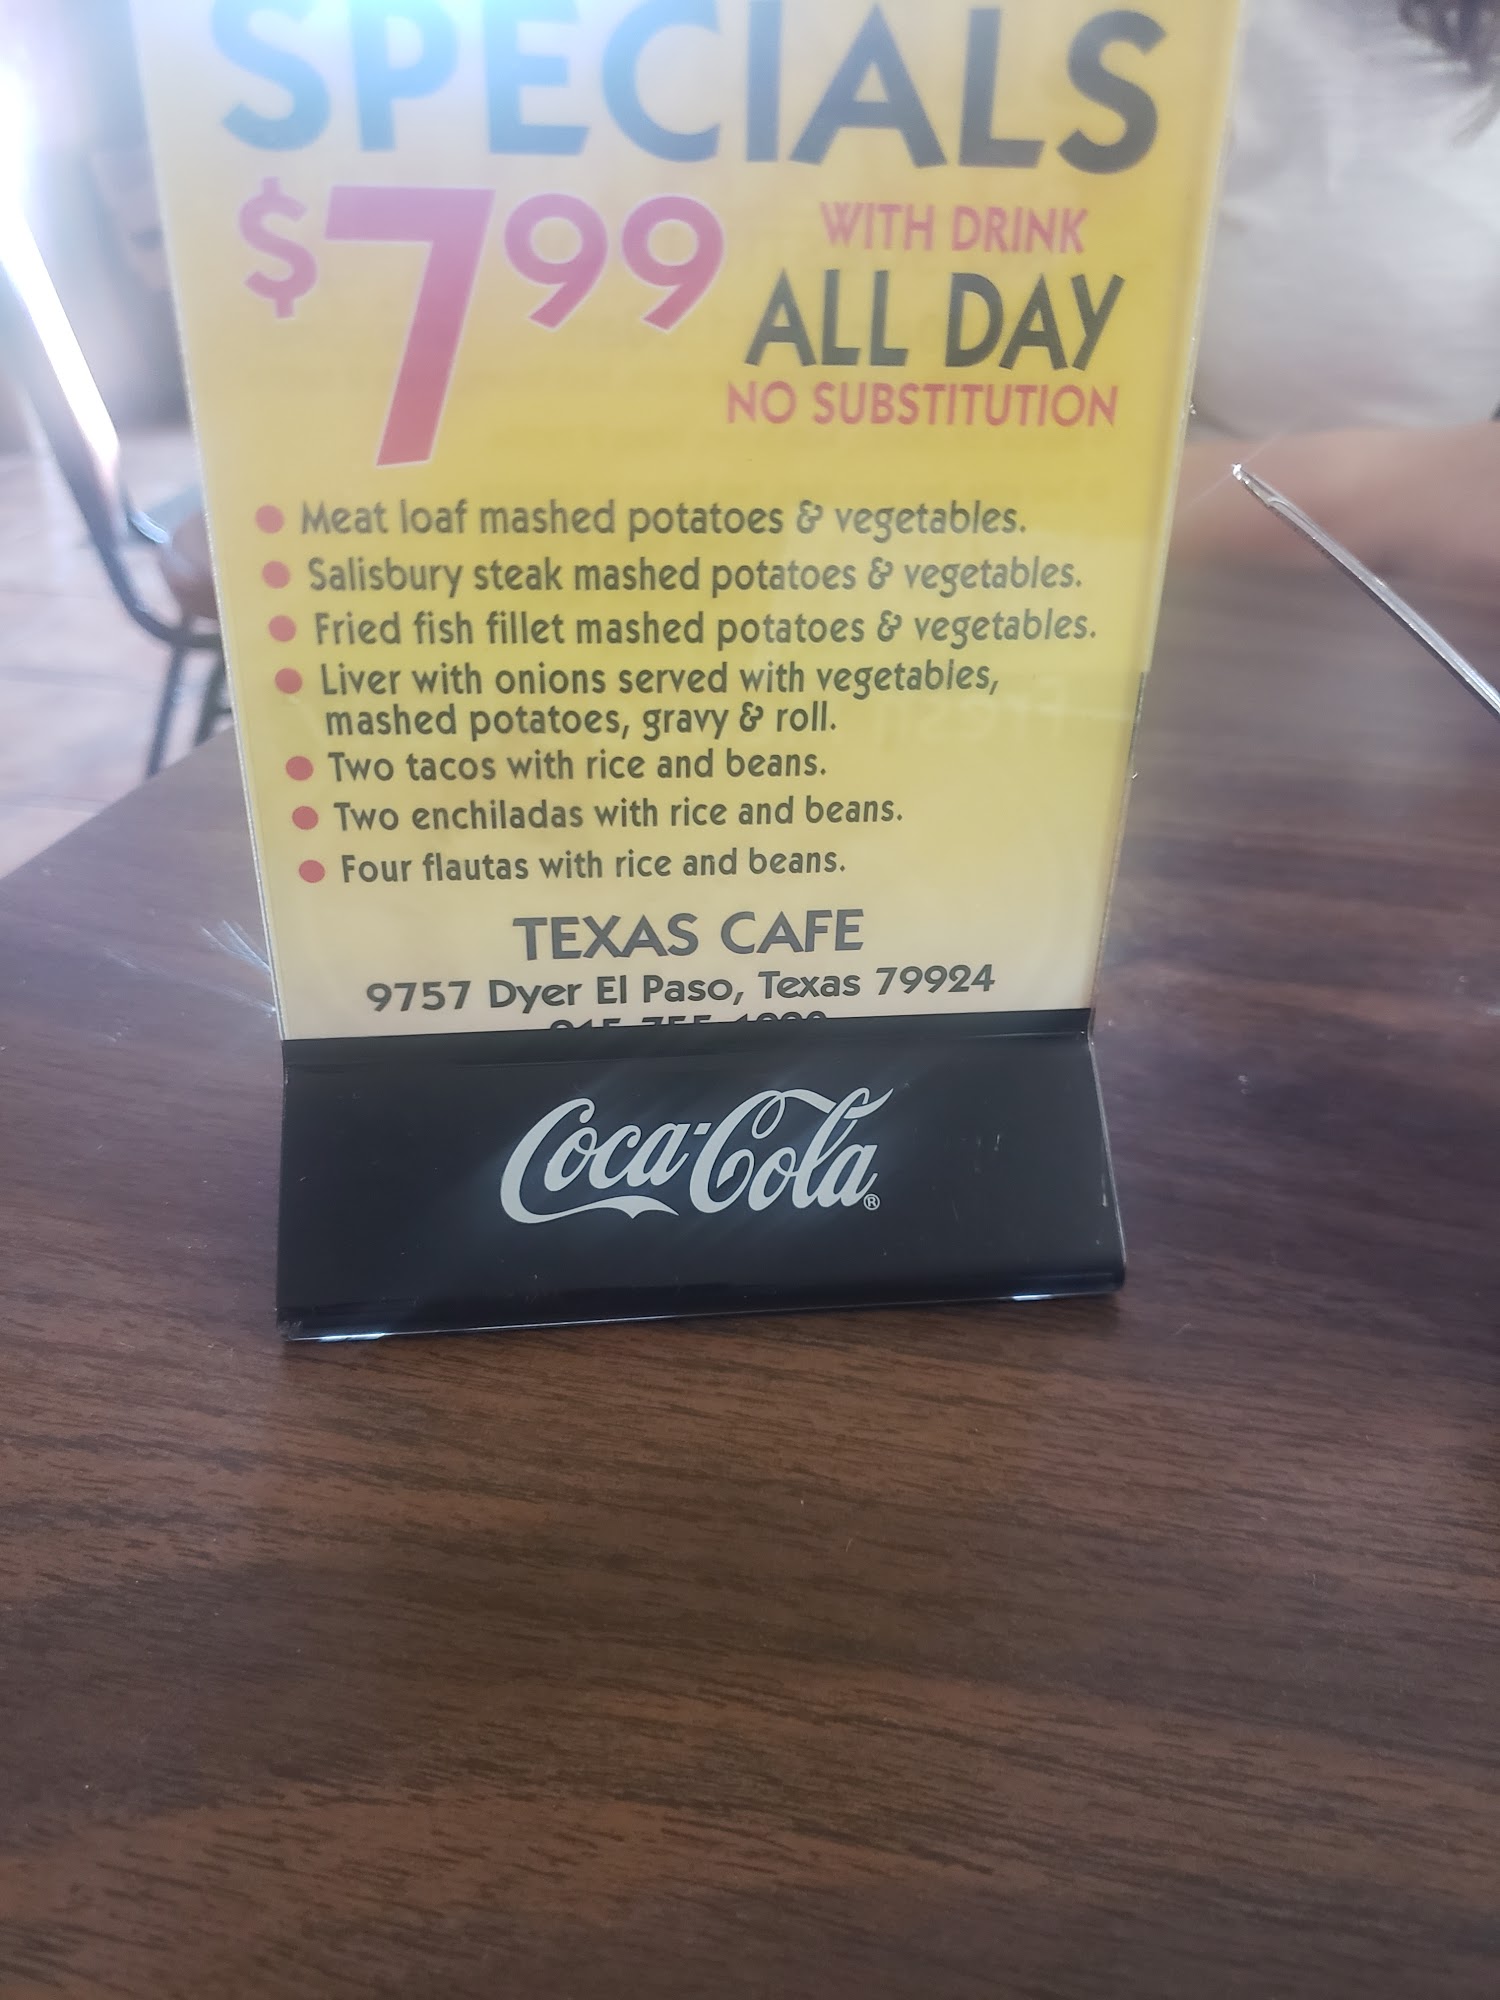 SPECIALS
$7.99
WITH DRINK
ALL DAY
NO SUBSTITUTION
• Meat loaf mashed potatoes & vegetables.
• Salisbury steak mashed potatoes & vegetables.
• Fried fish fillet mashed potatoes & vegetables.
• Liver with onions served with vegetables,
mashed potatoes, gravy & roll.
• Two tacos with rice and beans.
• Two enchiladas with rice and beans.
• Four flautas with rice and beans.
TEXAS CAFE
9757 Dyer El Paso, Texas 79924
Coca-Cola®